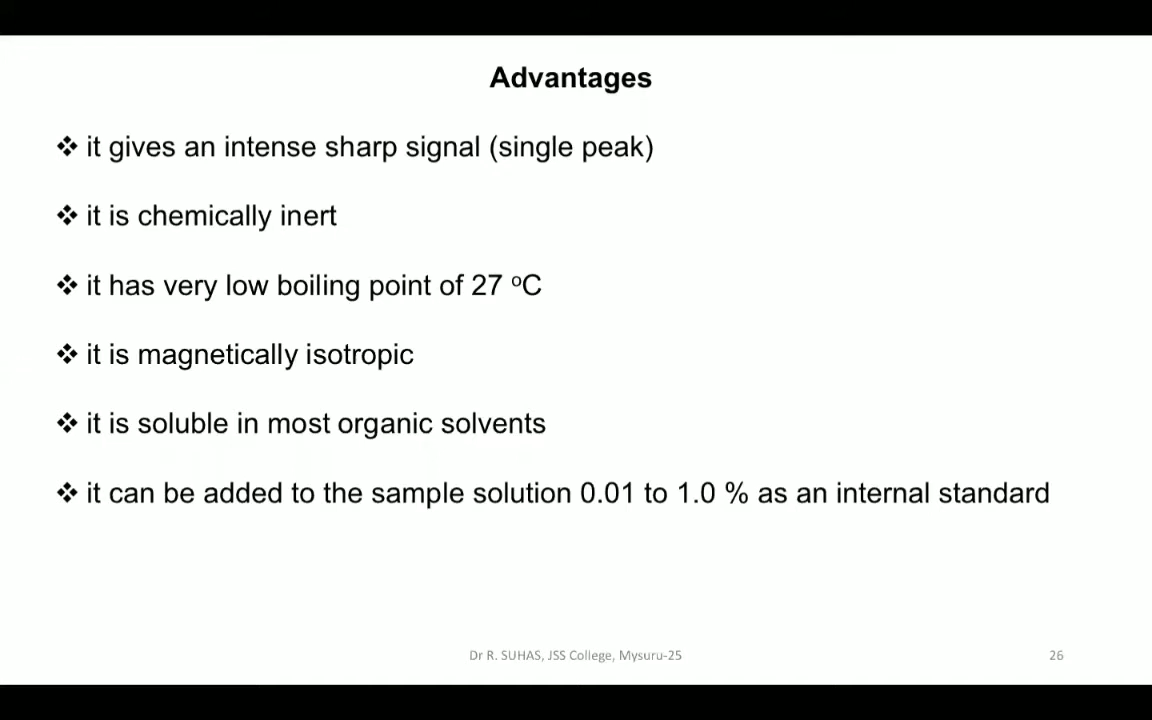 Advantages
❖ it gives an intense sharp signal (single peak)
❖ it is chemically inert
❖ it has very low boiling point of 27 ºC
❖ it is magnetically isotropic
❖ it is soluble in most organic solvents
❖ it can be added to the sample solution 0.01 to 1.0 % as an internal standard
Dr R. SUHAS, JSS College, Mysuru-25
26